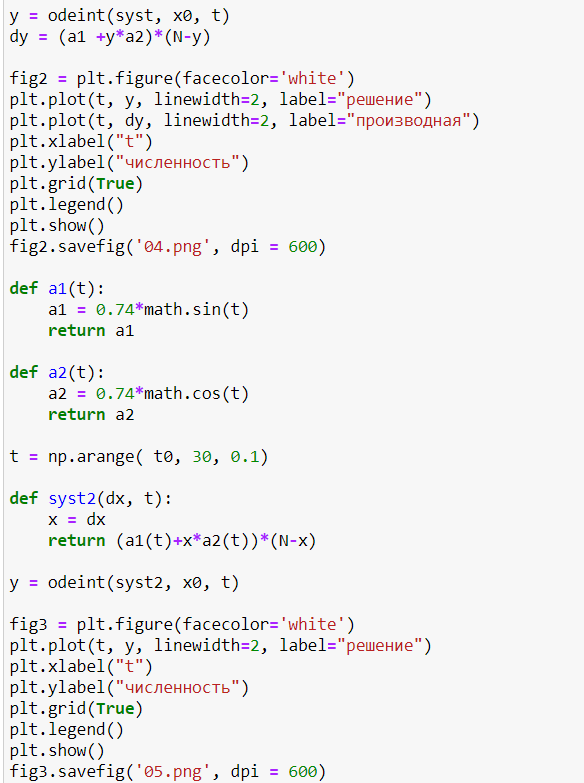 y = odeint(syst, x0, t)
dy = (a1 +y*a2)*(N-y)

fig2 = plt.figure(facecolor='white')
plt.plot(t, y, linewidth=2, label="решение")
plt.plot(t, dy, linewidth=2, label="производная")
plt.xlabel("t")
plt.ylabel("численность")
plt.grid(True)
plt.legend()
plt.show()
fig2.savefig('04.png', dpi = 600)

def a1(t):
    a1 = 0.74*math.sin(t)
    return a1

def a2(t):
    a2 = 0.74*math.cos(t)
    return a2

t = np.arange( t0, 30, 0.1)

def syst2(dx, t):
    x = dx
    return (a1(t)+x*a2(t))*(N-x)

y = odeint(syst2, x0, t)

fig3 = plt.figure(facecolor='white')
plt.plot(t, y, linewidth=2, label="решение")
plt.xlabel("t")
plt.ylabel("численность")
plt.grid(True)
plt.legend()
plt.show()
fig3.savefig('05.png', dpi = 600)